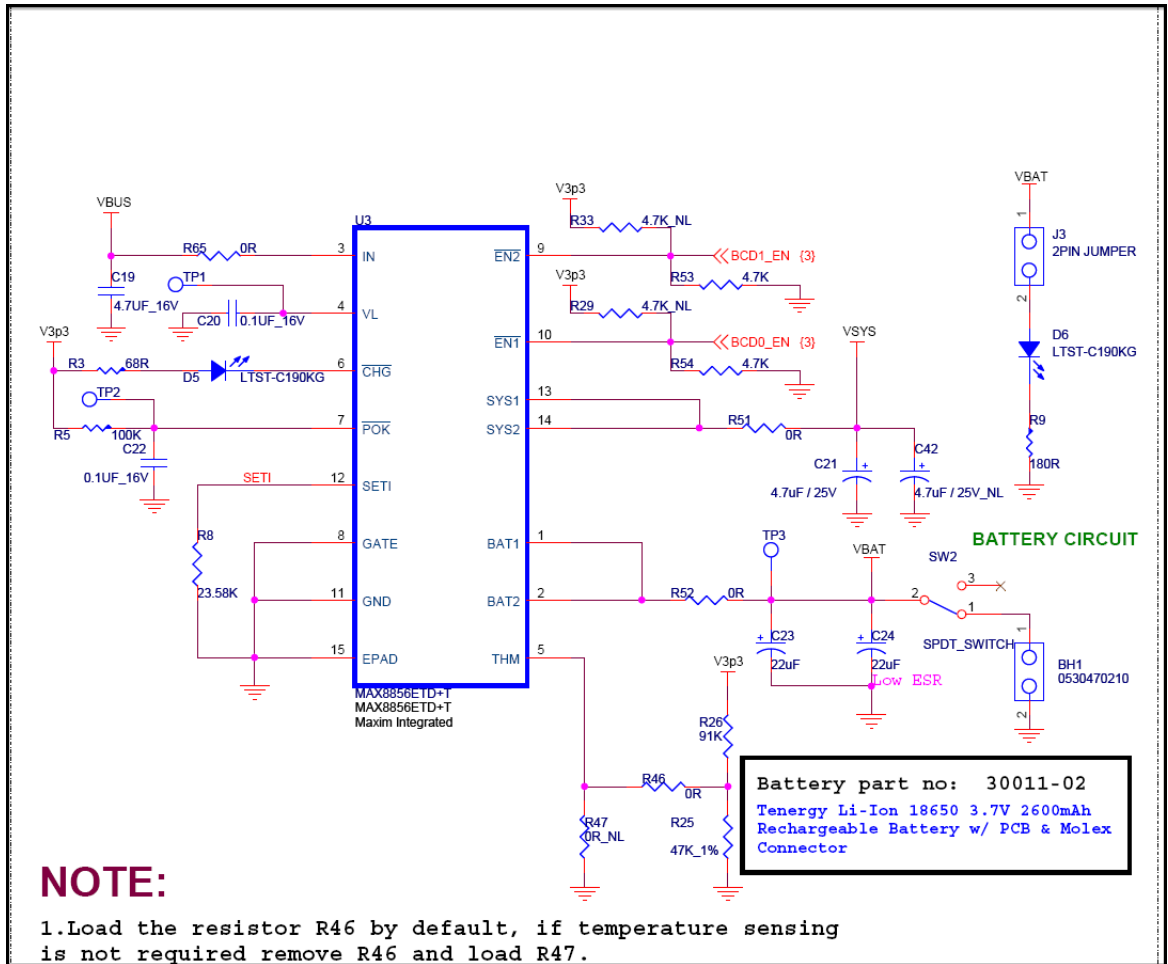 VBUS
R65
0R
C19
4.7UF_16V
TP1
C20
0.1UF_16V
V3p3
R3
68R
D5
LTST-C190KG
TP2
R5
100K
C22
0.1UF_16V
SETI
R8
23.58K
U3
3
IN
4
VL
6
CHG
7
POK
12
SETI
8
GATE
11
GND
15
EPAD
EN2
9
EN1
10
SYS1
13
SYS2
14
BAT1
1
BAT2
2
THM
5
MAX8856ETD+T
MAX8856ETD+T
Maxim Integrated
V3p3
R33
4.7K_NL
BCD1_EN {3}
R53
4.7K
V3p3
R29
4.7K_NL
BCD0_EN {3}
R54
4.7K
VSYS
R51
0R
C21
4.7uF / 25V
C42
4.7uF / 25V_NL
VBAT
1
J3
2PIN JUMPER
2
D6
LTST-C190KG
R9
180R
BATTERY CIRCUIT
TP3
VBAT
SW2
3
2
1
SPDT_SWITCH
R52
0R
C23
22uF
C24
22uF
Low ESR
1
BH1
0530470210
2
V3p3
R26
91K
R46
0R
R47
0R_NL
R25
47K_1%
Battery part no: 30011-02
Tenergy Li-Ion 18650 3.7V 2600mAh
Rechargeable Battery w/ PCB & Molex
Connector
NOTE:
1.Load the resistor R46 by default, if temperature sensing
is not required remove R46 and load R47.